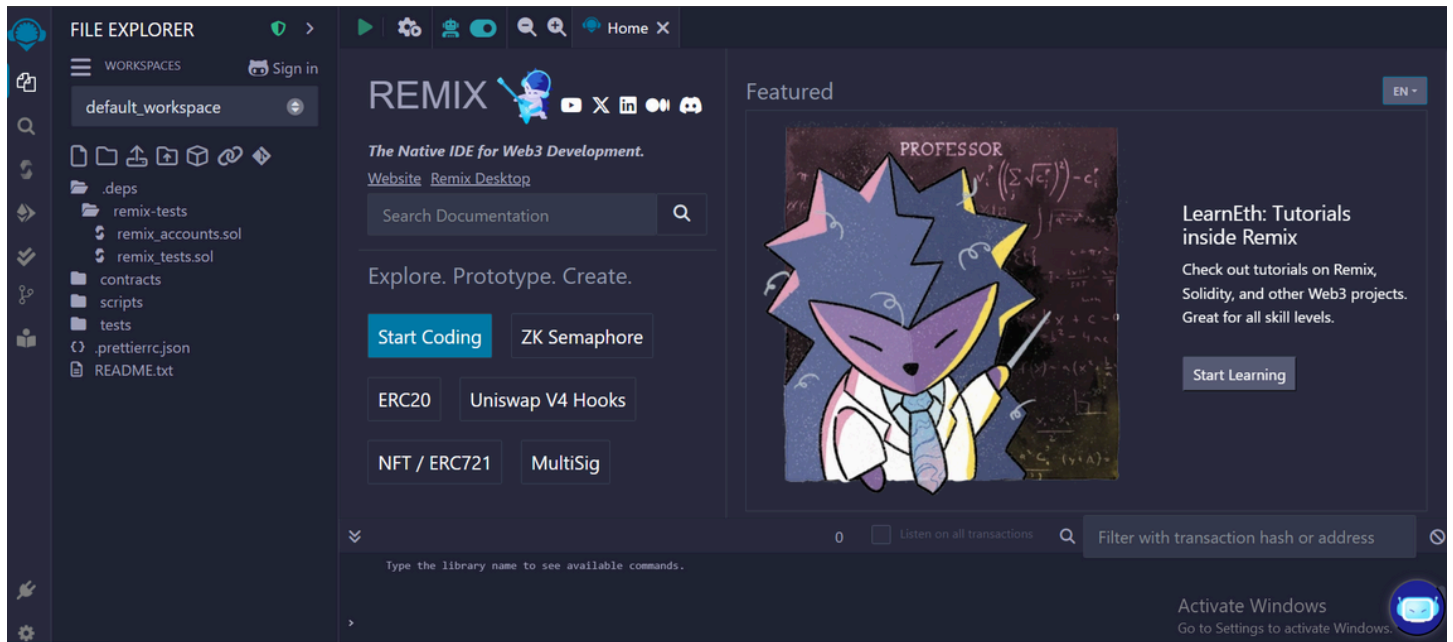 FILE EXPLORER
WORKSPACES
Sign in
default_workspace
.deps
remix-tests
remix_accounts.sol
remix_tests.sol
contracts
scripts
tests
.prettierrc.json
README.txt
Home
REMIX
The Native IDE for Web3 Development.
Website Remix Desktop
Search Documentation
Explore. Prototype. Create.
Start Coding
ZK Semaphore
ERC20
Uniswap V4 Hooks
NFT / ERC721
MultiSig
Featured
EN
PROFESSOR
LearnEth: Tutorials
inside Remix
Check out tutorials on Remix,
Solidity, and other Web3 projects.
Great for all skill levels.
Start Learning
0
Listen on all transactions
Filter with transaction hash or address
Type the library name to see available commands.
>
Activate Windows
Go to Settings to activate Windows.